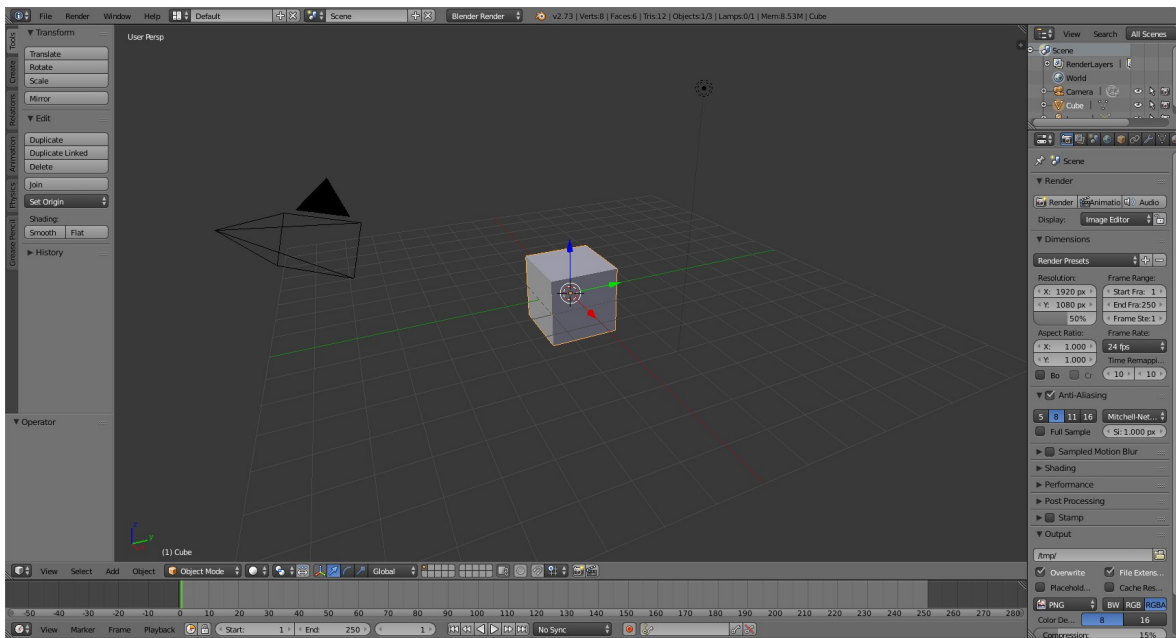 File Render Window Help Default Scene Blender Render v2.73 | Verts:8 | Faces:6 | Tris:12 | Objects:1/3 | Lamps:0/1 | Mem:8.53M | Cube
Tools
Create
Relations
Animation
Physics
Grease Pencil
Transform
Translate
Rotate
Scale
Mirror
Edit
Duplicate
Duplicate Linked
Delete
Join
Set Origin
Shading:
Smooth Flat
History
Operator
User Persp
z
y
(1) Cube
View Select Add Object Object Mode Global
-50 -40 -30 -20 -10 0 10 20 30 40 50 60 70 80 90 100 110 120 130 140 150 160 170 180 190 200 210 220 230 240 250 260 270 280
View Marker Frame Playback Start: 1 End: 250 1 No Sync
View Search All Scenes
Scene
RenderLayers |
World
Camera |
Cube |
Scene
Render
Render Animatio Audio
Display: Image Editor
Dimensions
Render Presets
Resolution: Frame Range:
X: 1920 px Start Fra: 1
Y: 1080 px End Fra:250
50% Frame Ste:1
Aspect Ratio: Frame Rate:
X: 1.000 24 fps
Y: 1.000 Time Remappi...
Bo Cr 10 10
Anti-Aliasing
5 8 11 16 Mitchell-Net...
Full Sample Si: 1.000 px
Sampled Motion Blur
Shading
Performance
Post Processing
Stamp
Output
/tmp/
Overwrite File Extens...
Placehold... Cache Res...
PNG BW RGB RGBA
Color De... 8 16
Compression: 15%